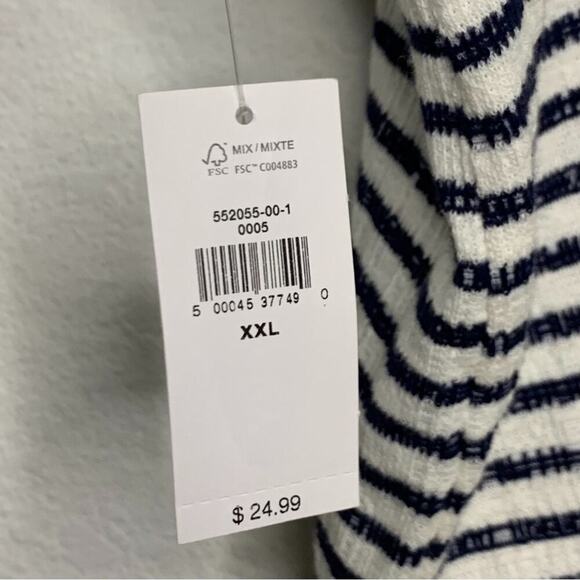 MIX / MIXTE
FSC FSC™ C004883
552055-00-1
0005
5 00045 37749 0
XXL
$ 24.99